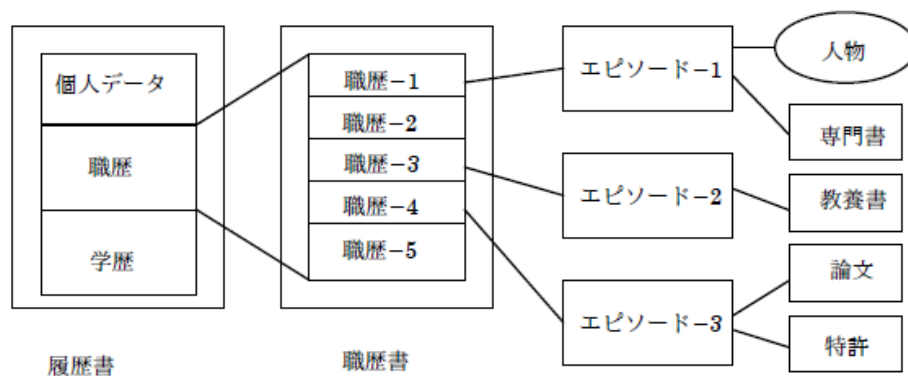 個人データ
職歴
学歴
履歴書
職歴-1
職歴-2
職歴-3
職歴-4
職歴-5
職歴書
エピソード-1
エピソード-2
エピソード-3
人物
専門書
教養書
論文
特許